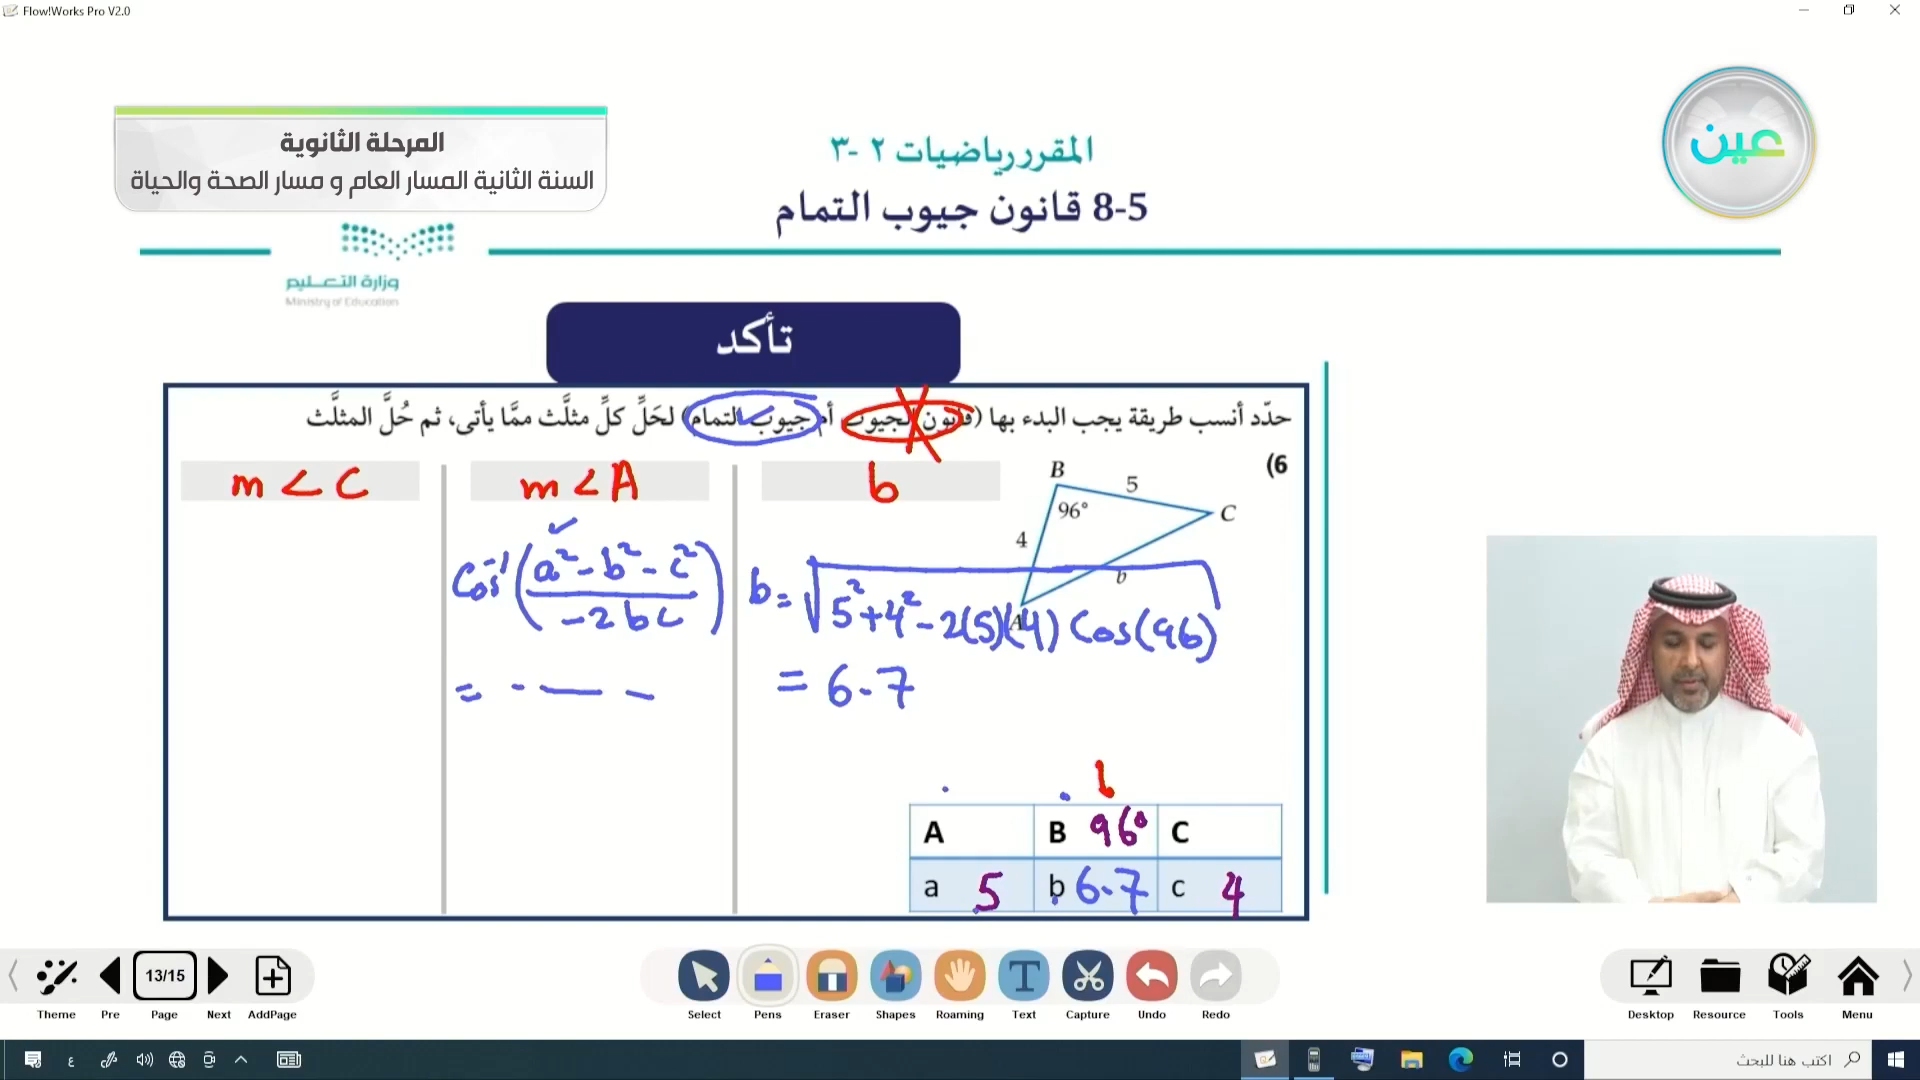 Flow!Works Pro V2.0
المرحلة الثانوية
السنة الثانية المسار العام و مسار الصحة والحياة
المقرر رياضيات ٢ -٣
8-5 قانون جيوب التمام
عين
وزارة التعليم
Ministry of Education
تأكد
حدّد أنسب طريقة يجب البدء بها (قانون الجيوب أم جيوب التمام) لحَلِّ كلِّ مثلَّث ممَّا يأتى، ثم حُلَّ المثلَّث
6)
B
5
96°
C
4
b
A
b
b = √5² + 4² - 2(5)(4) Cos(96)
= 6.7
m < A
Cos⁻¹ (a² - b² - c² / -2bc)
= - — -
m < C
A B 96° C
a 5 b 6.7 c 4
Theme Pre 13/15 Page Next AddPage
Select Pens Eraser Shapes Roaming Text Capture Undo Redo
Desktop Resource Tools Menu
ع
اكتب هنا للبحث